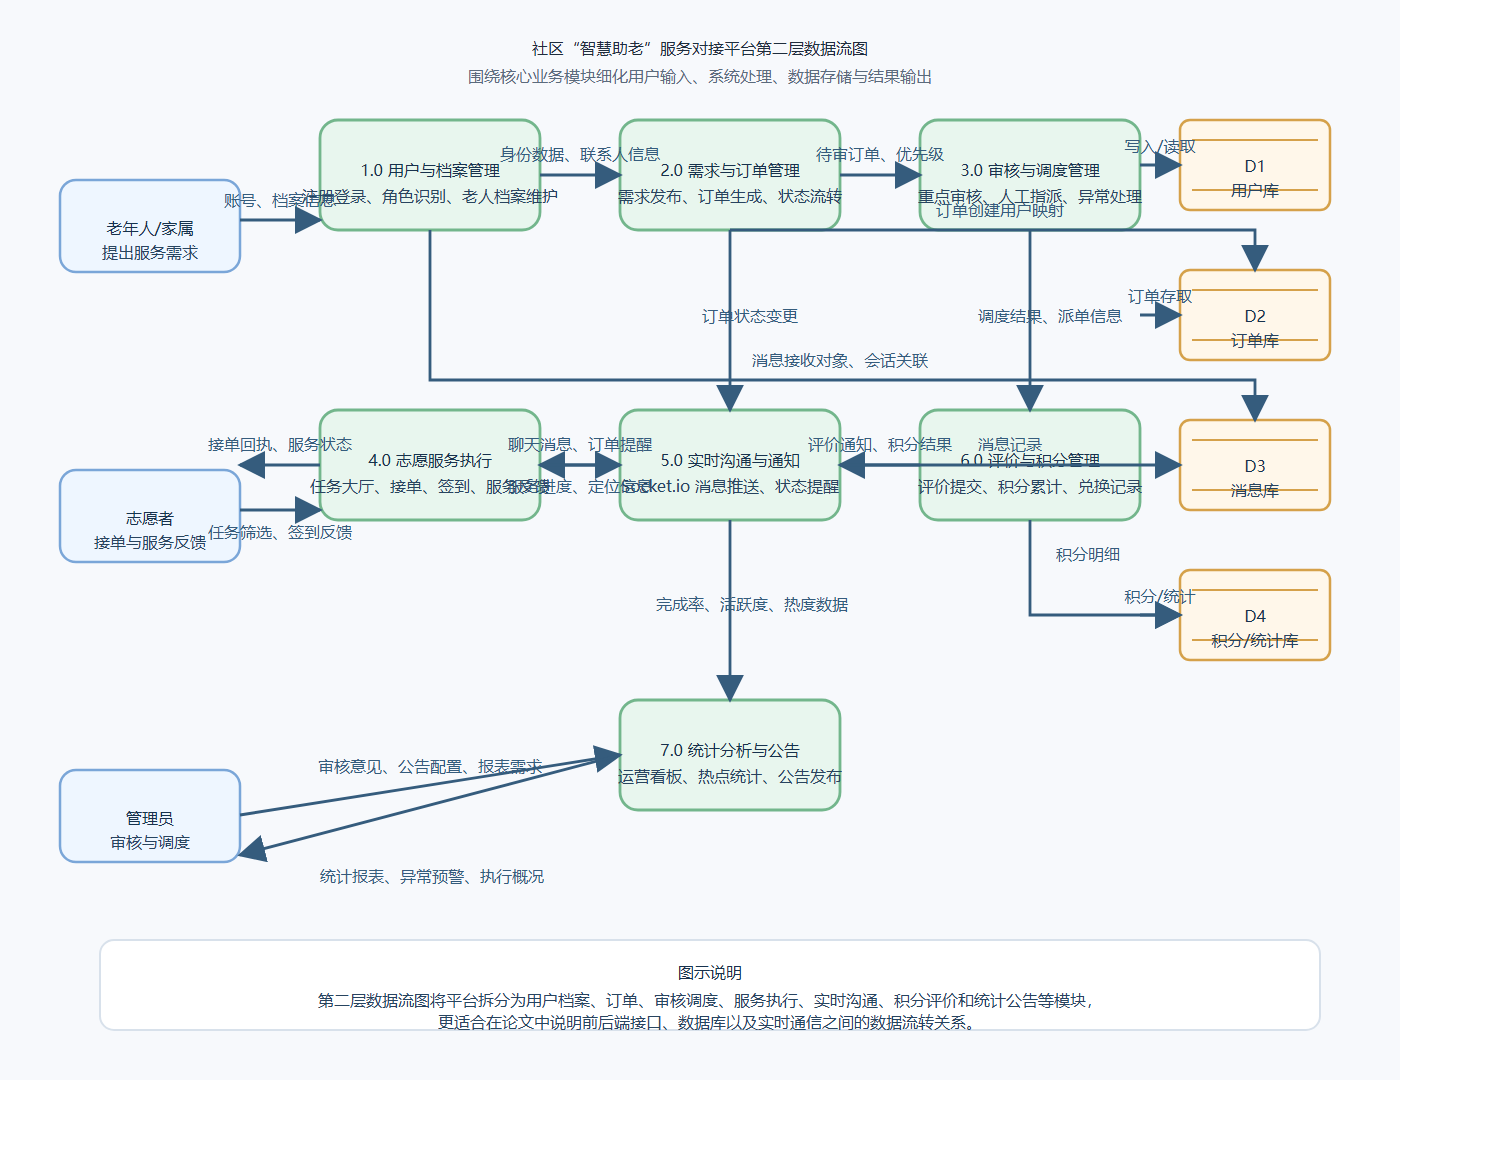 社区“智慧助老”服务对接平台第二层数据流图
围绕核心业务模块细化用户输入、系统处理、数据存储与结果输出
老年人/家属
提出服务需求
账号、档案信息
1.0 用户与档案管理
注册登录、角色识别、老人档案维护
身份数据、联系人信息
2.0 需求与订单管理
需求发布、订单生成、状态流转
待审订单、优先级
3.0 审核与调度管理
重点审核、人工指派、异常处理
订单创建用户映射
写入/读取
D1
用户库
订单存取
D2
订单库
订单状态变更
调度结果、派单信息
消息接收对象、会话关联
志愿者
接单与服务反馈
接单回执、服务状态
任务筛选、签到反馈
4.0 志愿服务执行
任务大厅、接单、签到、服务反馈
聊天消息、订单提醒
服务进度、定位信息
5.0 实时沟通与通知
Socket.io 消息推送、状态提醒
评价通知、积分结果
消息记录
6.0 评价与积分管理
评价提交、积分累计、兑换记录
D3
消息库
积分明细
积分/统计
D4
积分/统计库
完成率、活跃度、热度数据
7.0 统计分析与公告
运营看板、热点统计、公告发布
管理员
审核与调度
审核意见、公告配置、报表需求
统计报表、异常预警、执行概况
图示说明
第二层数据流图将平台拆分为用户档案、订单、审核调度、服务执行、实时沟通、积分评价和统计公告等模块，
更适合在论文中说明前后端接口、数据库以及实时通信之间的数据流转关系。